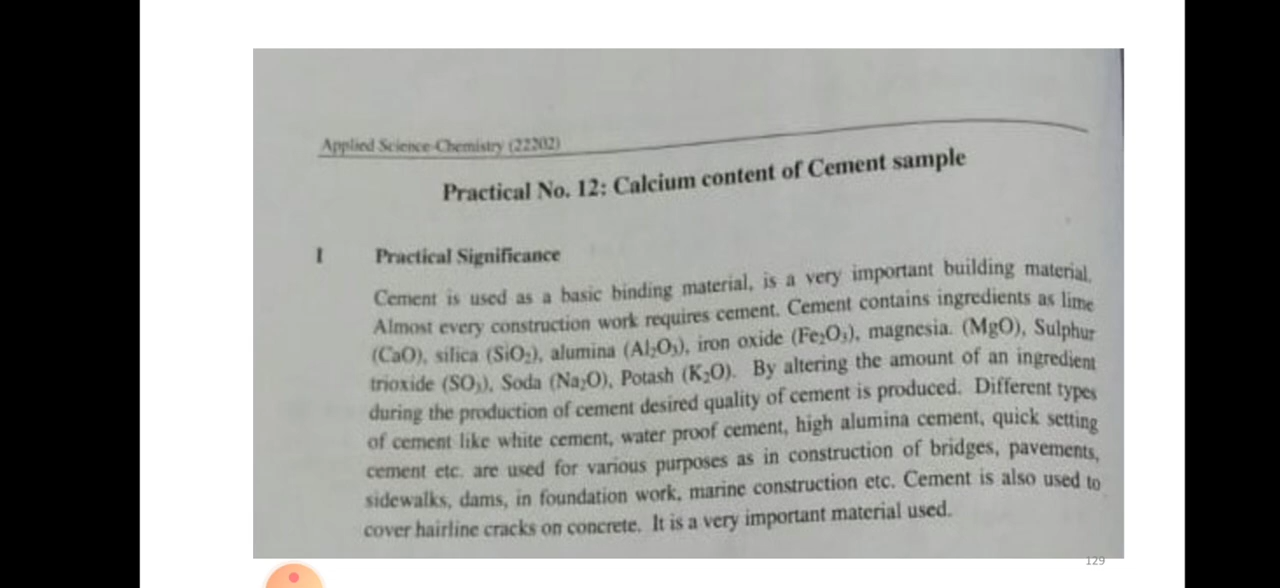 Applied Science-Chemistry (22202)
Practical No. 12: Calcium content of Cement sample
I Practical Significance
Cement is used as a basic binding material, is a very important building material.
Almost every construction work requires cement. Cement contains ingredients as lime
(CaO), silica (SiO₂), alumina (Al₂O₃), iron oxide (Fe₂O₃), magnesia. (MgO), Sulphur
trioxide (SO₃), Soda (Na₂O), Potash (K₂O). By altering the amount of an ingredient
during the production of cement desired quality of cement is produced. Different types
of cement like white cement, water proof cement, high alumina cement, quick setting
cement etc. are used for various purposes as in construction of bridges, pavements,
sidewalks, dams, in foundation work, marine construction etc. Cement is also used to
cover hairline cracks on concrete. It is a very important material used.
129